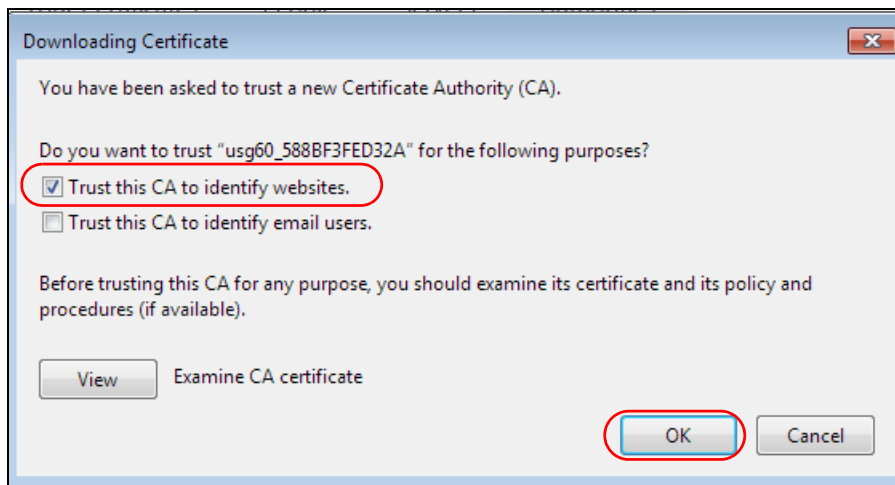 Downloading Certificate
You have been asked to trust a new Certificate Authority (CA).
Do you want to trust "usg60_588BF3FED32A" for the following purposes?
Trust this CA to identify websites.
Trust this CA to identify email users.
Before trusting this CA for any purpose, you should examine its certificate and its policy and
procedures (if available).
View Examine CA certificate
OK Cancel